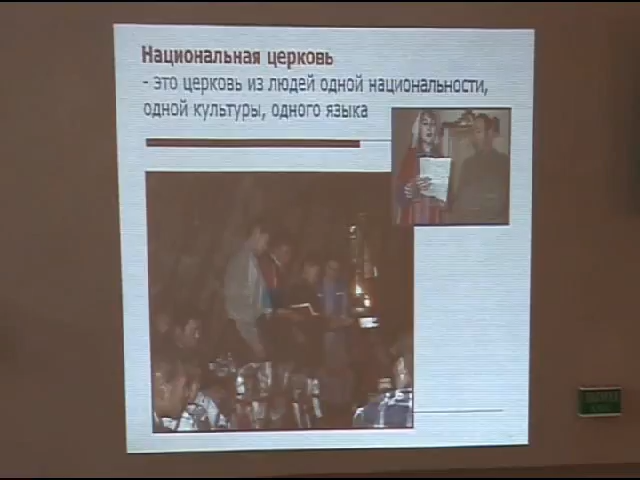 Национальная церковь
- это церковь из людей одной национальности,
одной культуры, одного языка